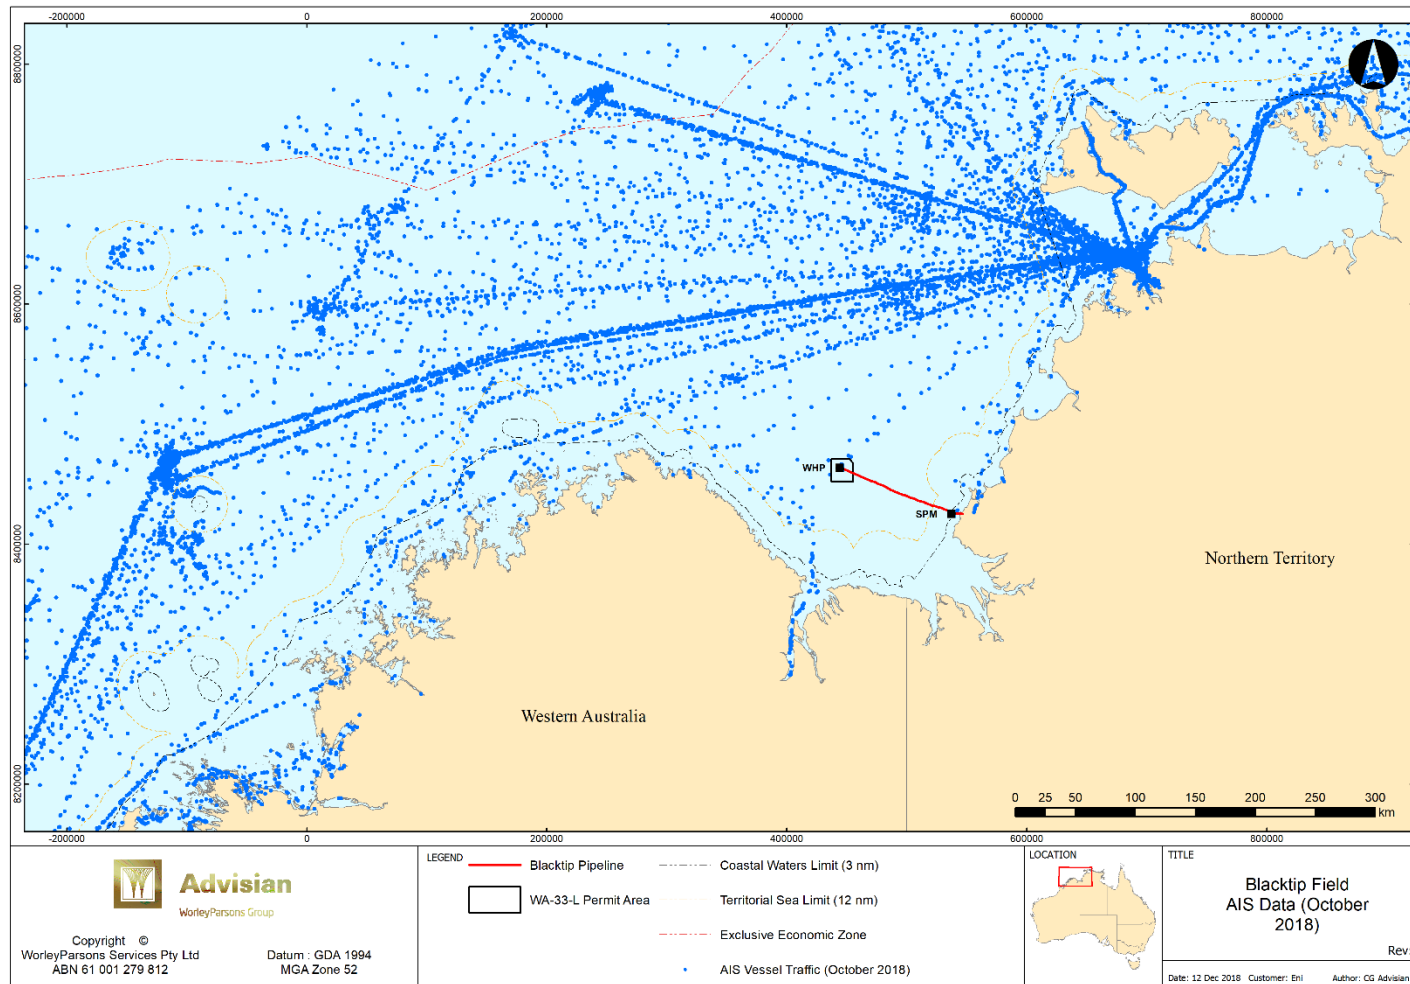 -200000 0 200000 400000 600000 800000
8800000
8600000
8400000
8200000
WHP
SPM
Northern Territory
Western Australia
0 25 50 100 150 200 250 300
km
-200000 0 200000 400000 600000 800000
Advisian
WorleyParsons Group
Copyright ©
WorleyParsons Services Pty Ltd
ABN 61 001 279 812
Datum : GDA 1994
MGA Zone 52
LEGEND
Blacktip Pipeline
WA-33-L Permit Area
Coastal Waters Limit (3 nm)
Territorial Sea Limit (12 nm)
Exclusive Economic Zone
AIS Vessel Traffic (October 2018)
LOCATION
TITLE
Blacktip Field
AIS Data (October
2018)
Rev:
Date: 12 Dec 2018 Customer: Eni Author: CG Advisian